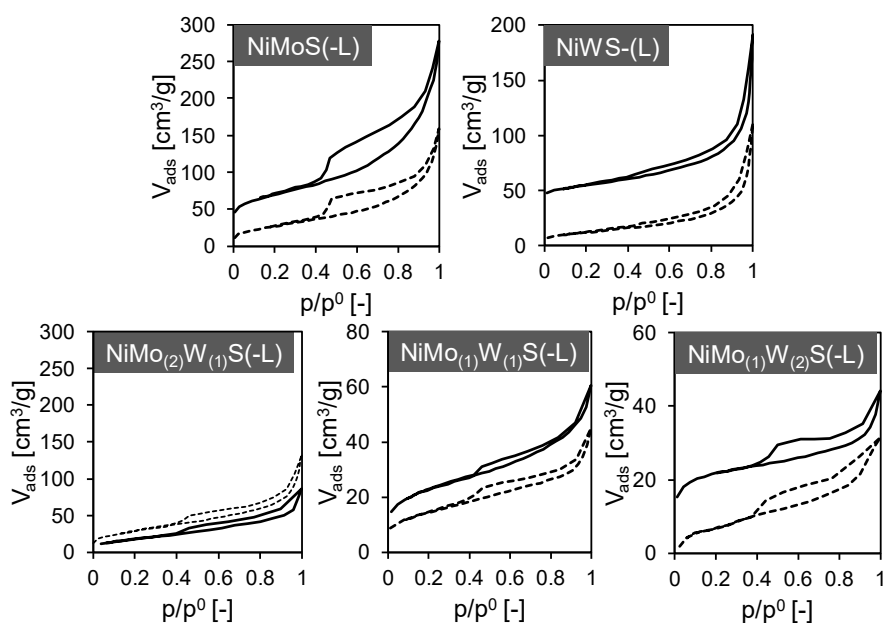 NiMoS(-L)
V_ads [cm³/g]
300
250
200
150
100
50
0
0 0.2 0.4 0.6 0.8 1
p/p⁰ [-]
NiWS-(L)
V_ads [cm³/g]
200
150
100
50
0
0 0.2 0.4 0.6 0.8 1
p/p⁰ [-]
NiMo₍₂₎W₍₁₎S(-L)
V_ads [cm³/g]
300
250
200
150
100
50
0
0 0.2 0.4 0.6 0.8 1
p/p⁰ [-]
NiMo₍₁₎W₍₁₎S(-L)
V_ads [cm³/g]
80
60
40
20
0
0 0.2 0.4 0.6 0.8 1
p/p⁰ [-]
NiMo₍₁₎W₍₂₎S(-L)
V_ads [cm³/g]
60
40
20
0
0 0.2 0.4 0.6 0.8 1
p/p⁰ [-]